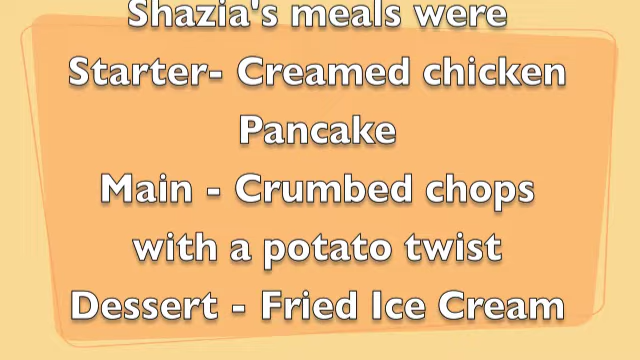 Shazia's meals were
Starter- Creamed chicken
Pancake
Main - Crumbed chops
with a potato twist
Dessert - Fried Ice Cream